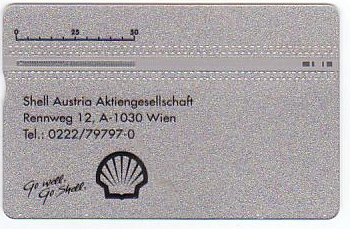 0 25 50
Shell Austria Aktiengesellschaft
Rennweg 12, A-1030 Wien
Tel.: 0222/79797-0
Go well.
Go Shell.